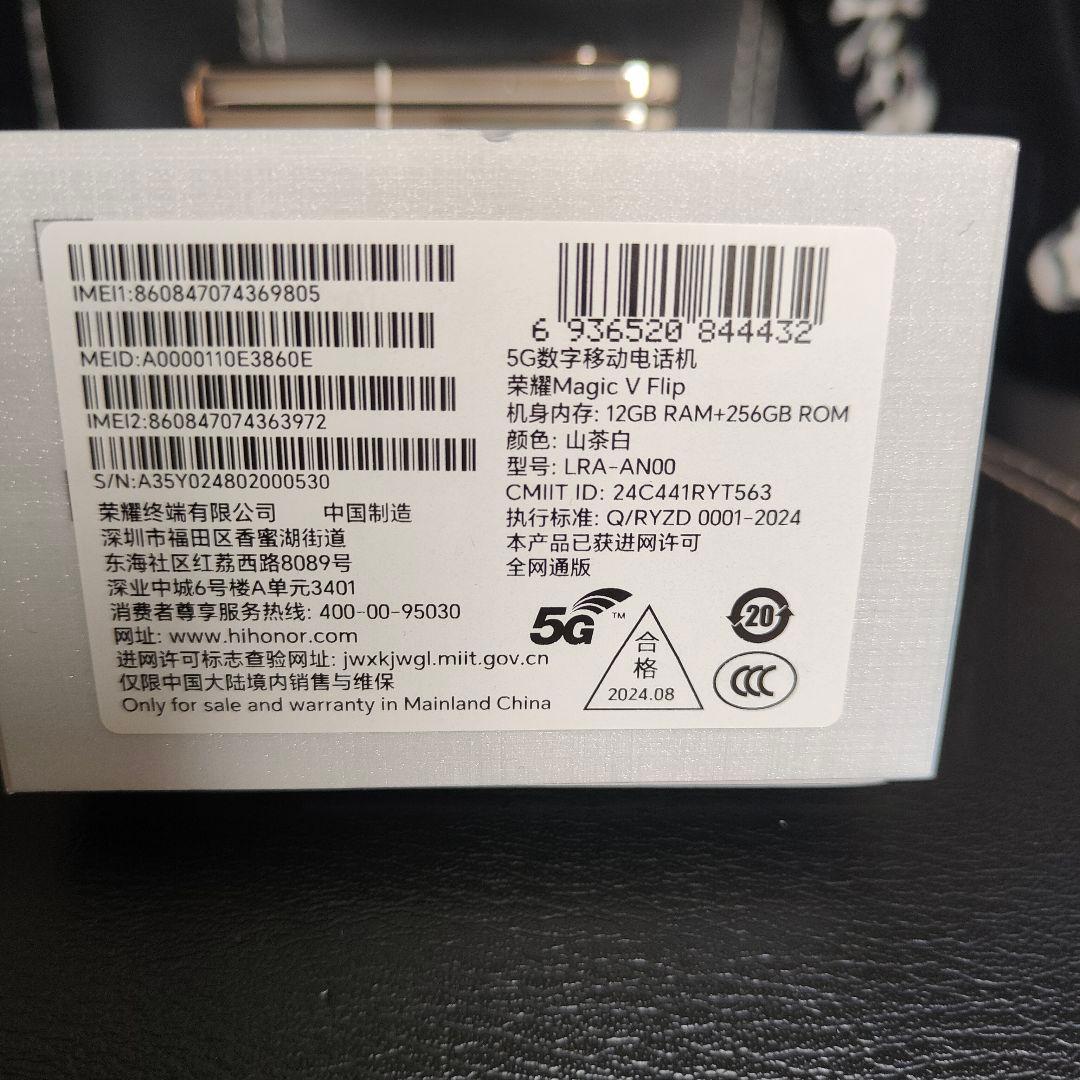 IMEI1:860847074369805
MEID:A0000110E3860E
IMEI2:860847074363972
S/N:A35Y024802000530
荣耀终端有限公司 中国制造
深圳市福田区香蜜湖街道
东海社区红荔西路8089号
深业中城6号楼A单元3401
消费者尊享服务热线: 400-00-95030
网址: www.hihonor.com
进网许可标志查验网址: jwxkjwgl.miit.gov.cn
仅限中国大陆境内销售与维保
Only for sale and warranty in Mainland China
6 936520 844432
5G数字移动电话机
荣耀Magic V Flip
机身内存: 12GB RAM+256GB ROM
颜色: 山茶白
型号: LRA-AN00
CMIIT ID: 24C441RYT563
执行标准: Q/RYZD 0001-2024
本产品已获进网许可
全网通版
5G™
合
格
2024.08
20
CCC